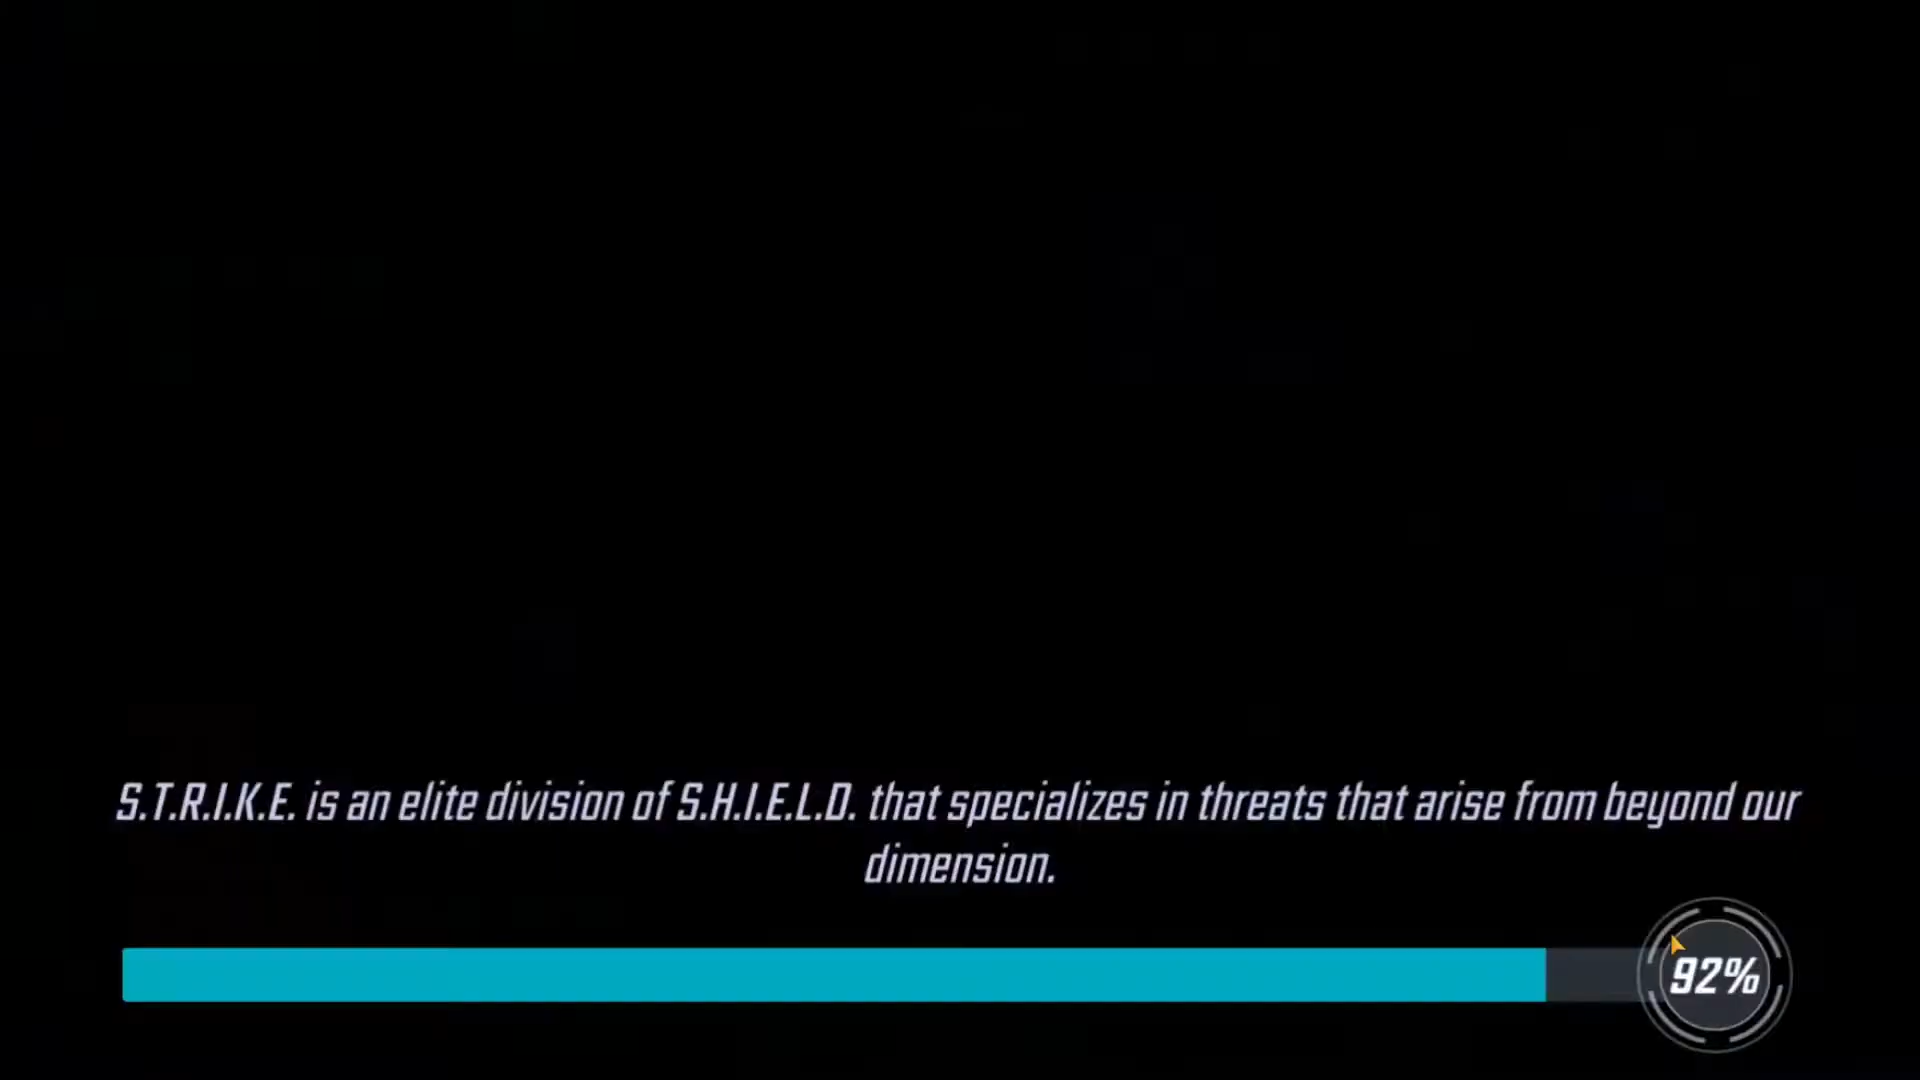 S.T.R.I.K.E. is an elite division of S.H.I.E.L.D. that specializes in threats that arise from beyond our
dimension.
92%